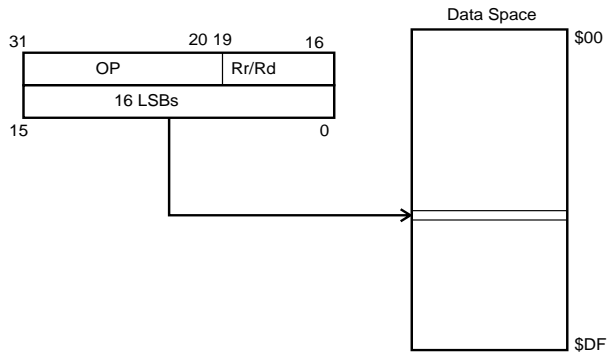 Data Space
31 20 19 16
$00
OP Rr/Rd
16 LSBs
15 0
$DF